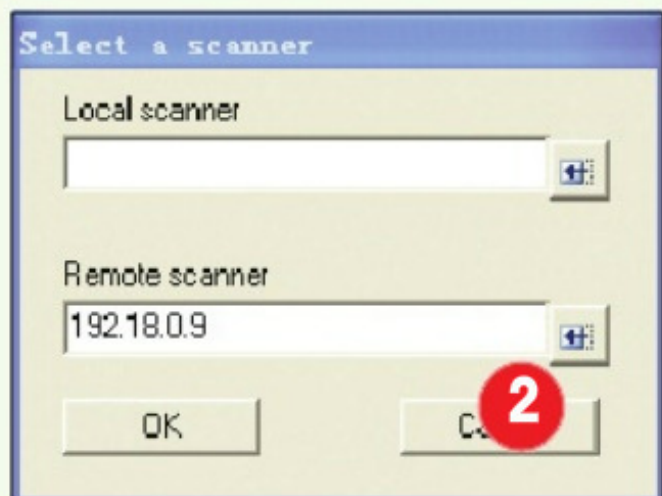 Select a scanner
Local scanner
Remote scanner
192.18.0.9
OK
2